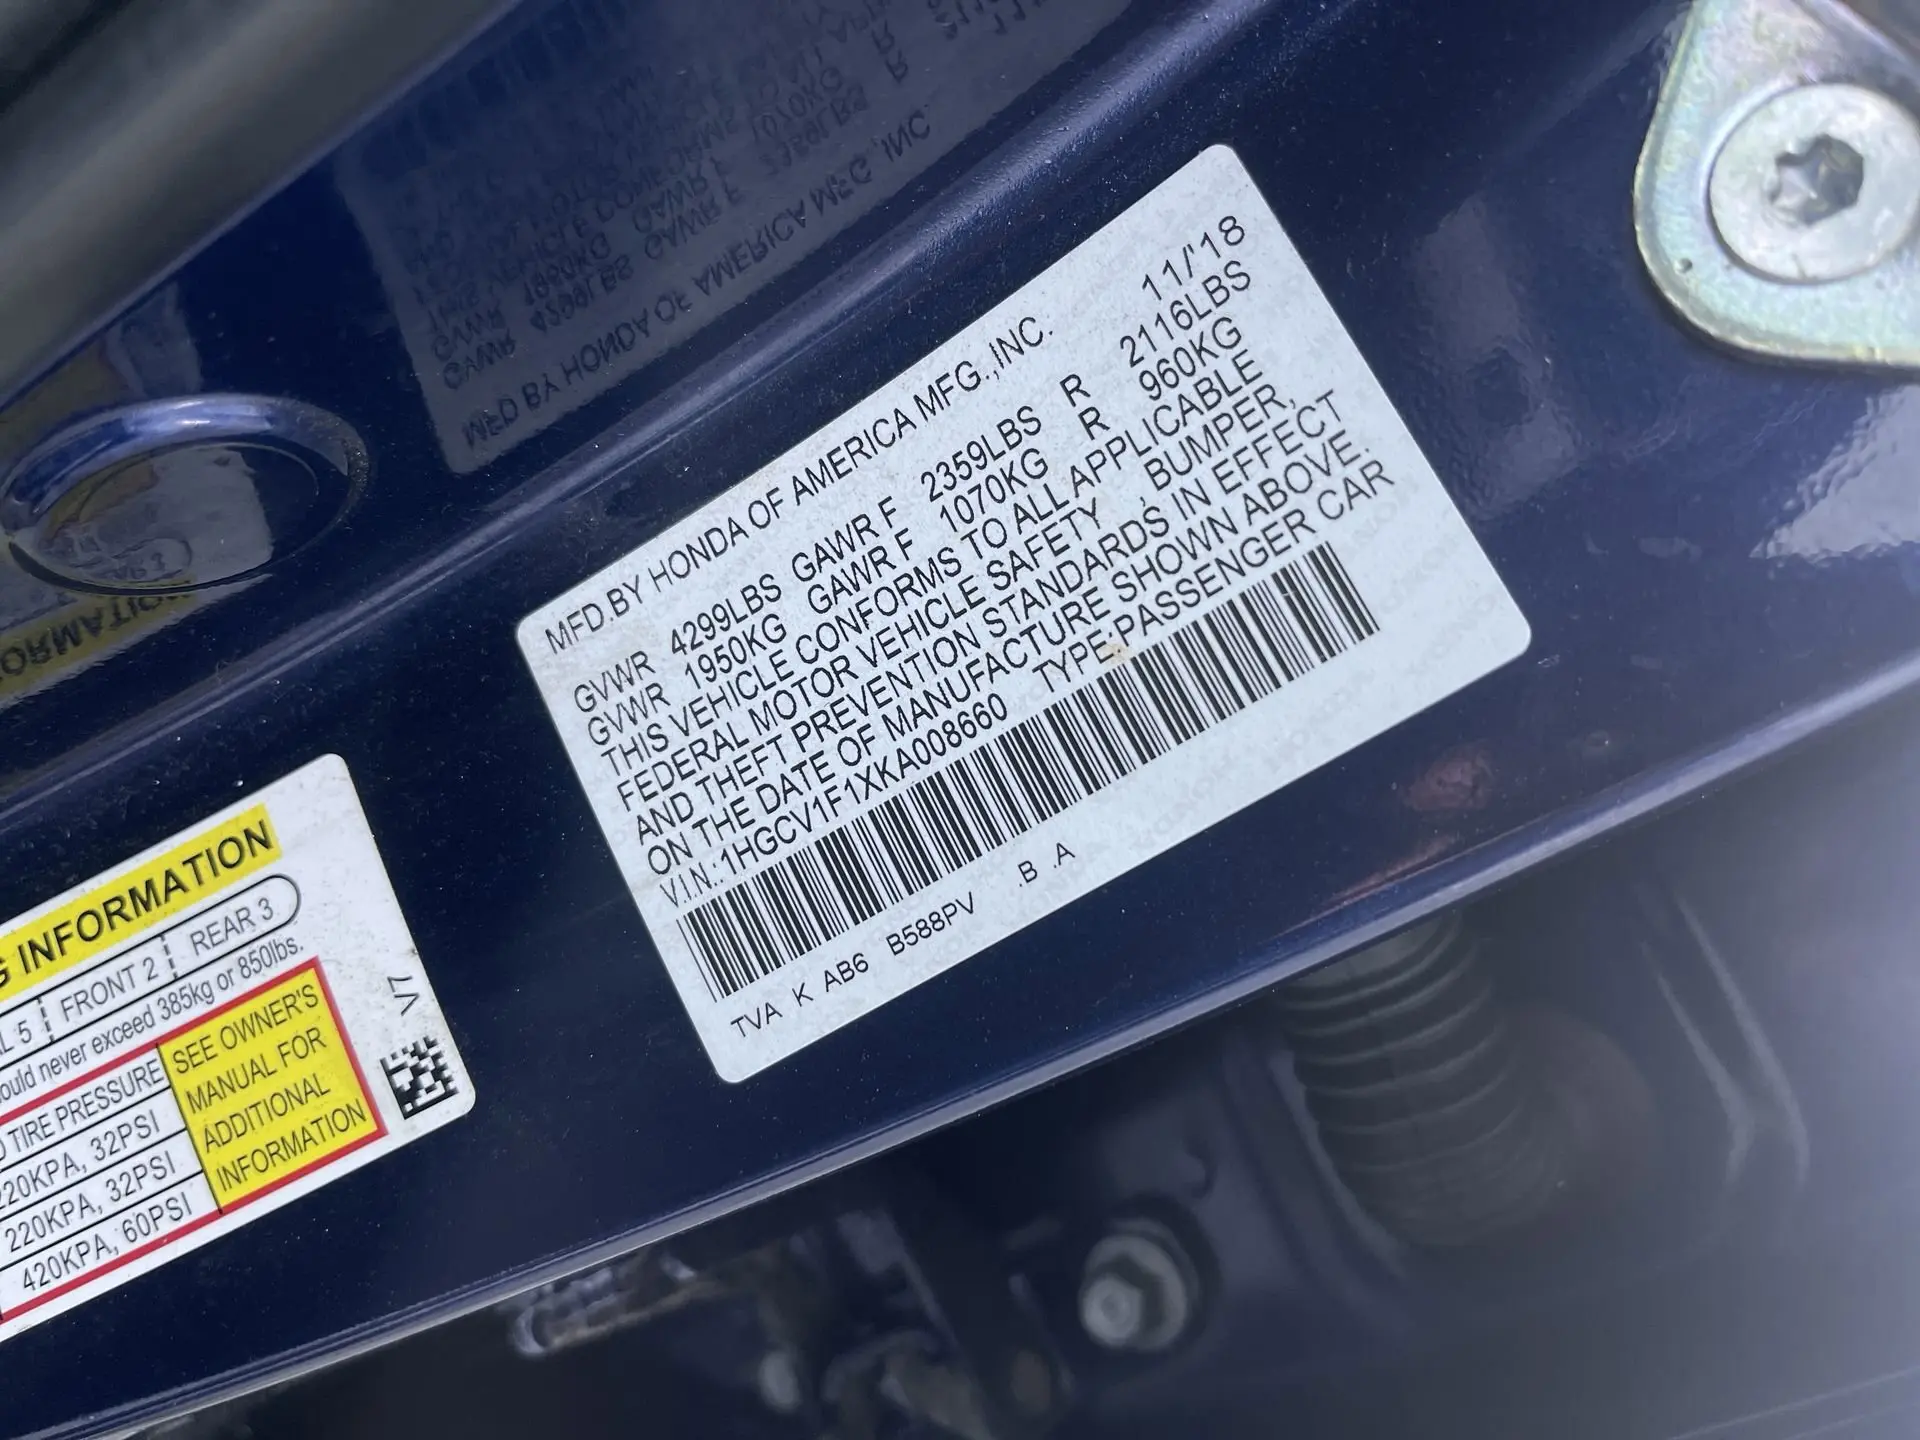 MFD.BY HONDA OF AMERICA MFG.,INC. 11/'18
GVWR 4299LBS GAWR F 2359LBS R 2116LBS
GVWR 1950KG GAWR F 1070KG R 960KG
THIS VEHICLE CONFORMS TO ALL APPLICABLE
FEDERAL MOTOR VEHICLE SAFETY , BUMPER,
AND THEFT PREVENTION STANDARDS IN EFFECT
ON THE DATE OF MANUFACTURE SHOWN ABOVE.
V.I.N.:1HGCV1F1XKA008660 TYPE:PASSENGER CAR
TVA K AB6 B588PV .B .A
INFORMATION
5 FRONT 2 REAR 3
never exceed 385kg or 850lbs.
TIRE PRESSURE
220KPA, 32PSI
220KPA, 32PSI
420KPA, 60PSI
SEE OWNER'S
MANUAL FOR
ADDITIONAL
INFORMATION
V7